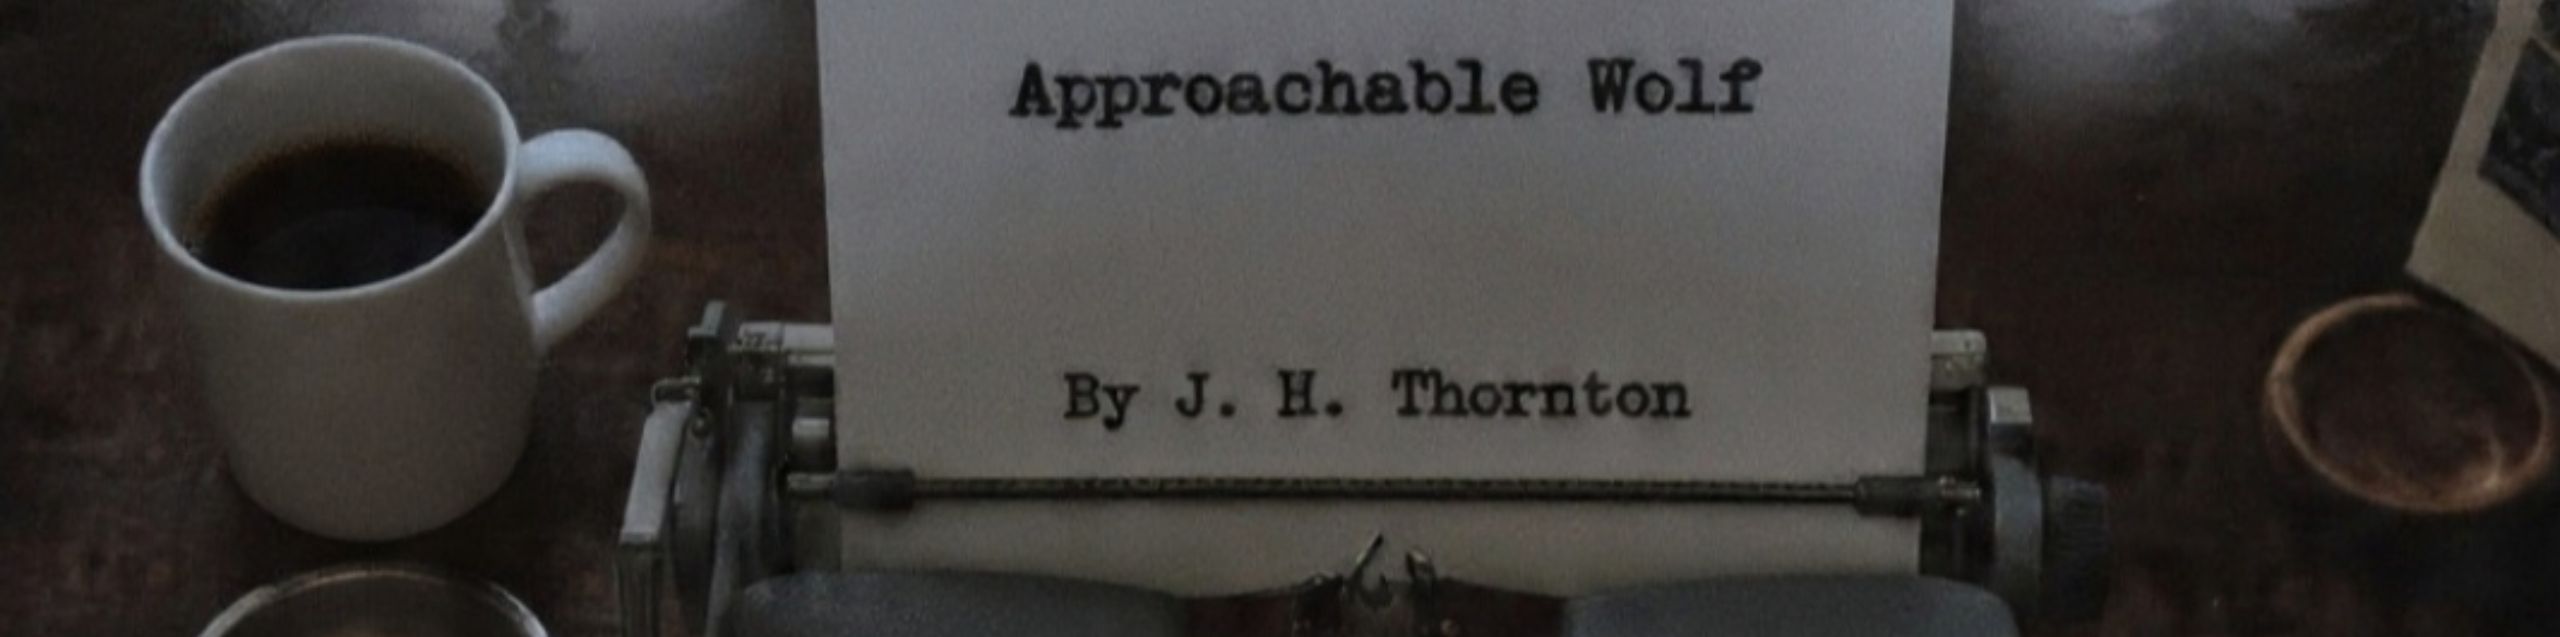 Approachable Wolf
By J. H. Thornton